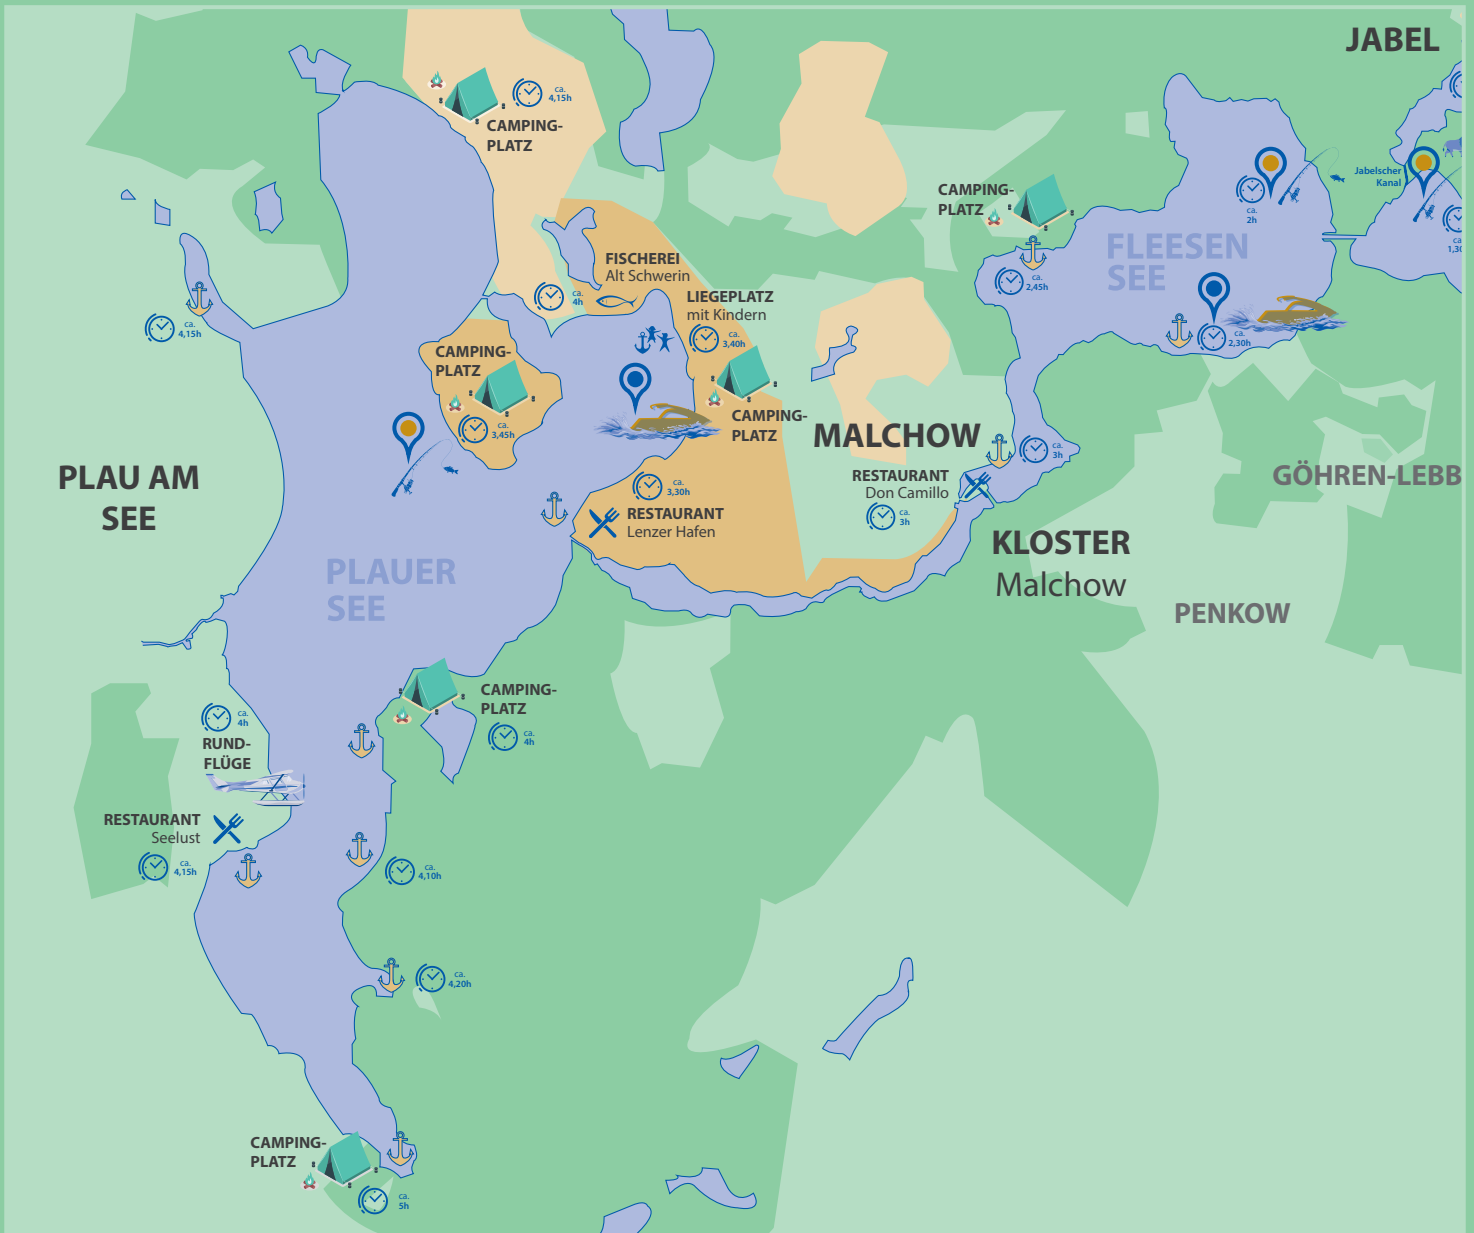 JABEL
ca.
4,15h
CAMPING-
PLATZ
Jabelscher
Kanal
CAMPING-
PLATZ
ca.
2h
FLEESEN
SEE
ca.
2,45h
FISCHEREI
Alt Schwerin
ca.
4h
LIEGEPLATZ
mit Kindern
ca.
3,40h
ca.
4,15h
ca.
2,30h
CAMPING-
PLATZ
ca.
3,45h
CAMPING-
PLATZ
MALCHOW
ca.
3h
PLAU AM
SEE
RESTAURANT
Don Camillo
ca.
3h
GÖHREN-LEBB
ca.
3,30h
RESTAURANT
Lenzer Hafen
KLOSTER
Malchow
PLAUER
SEE
PENKOW
CAMPING-
PLATZ
ca.
4h
ca.
4h
RUND-
FLÜGE
RESTAURANT
Seelust
ca.
4,15h
ca.
4,10h
ca.
4,20h
CAMPING-
PLATZ
ca.
5h